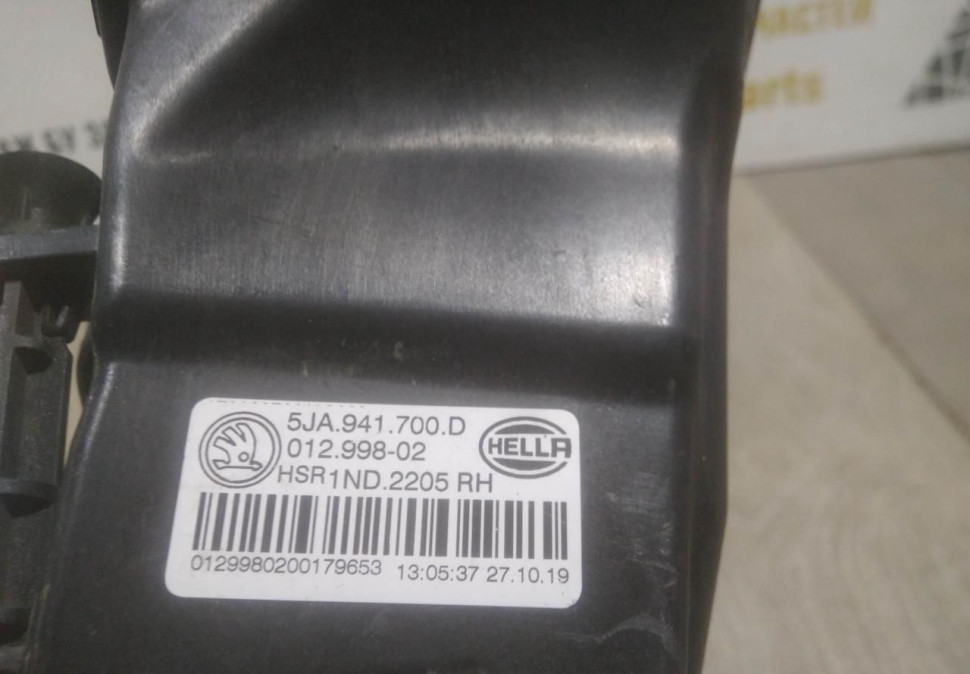 5JA.941.700.D
012.998-02
HSR1ND.2205 RH
HELLA
0129980200179653 13:05:37 27.10.19